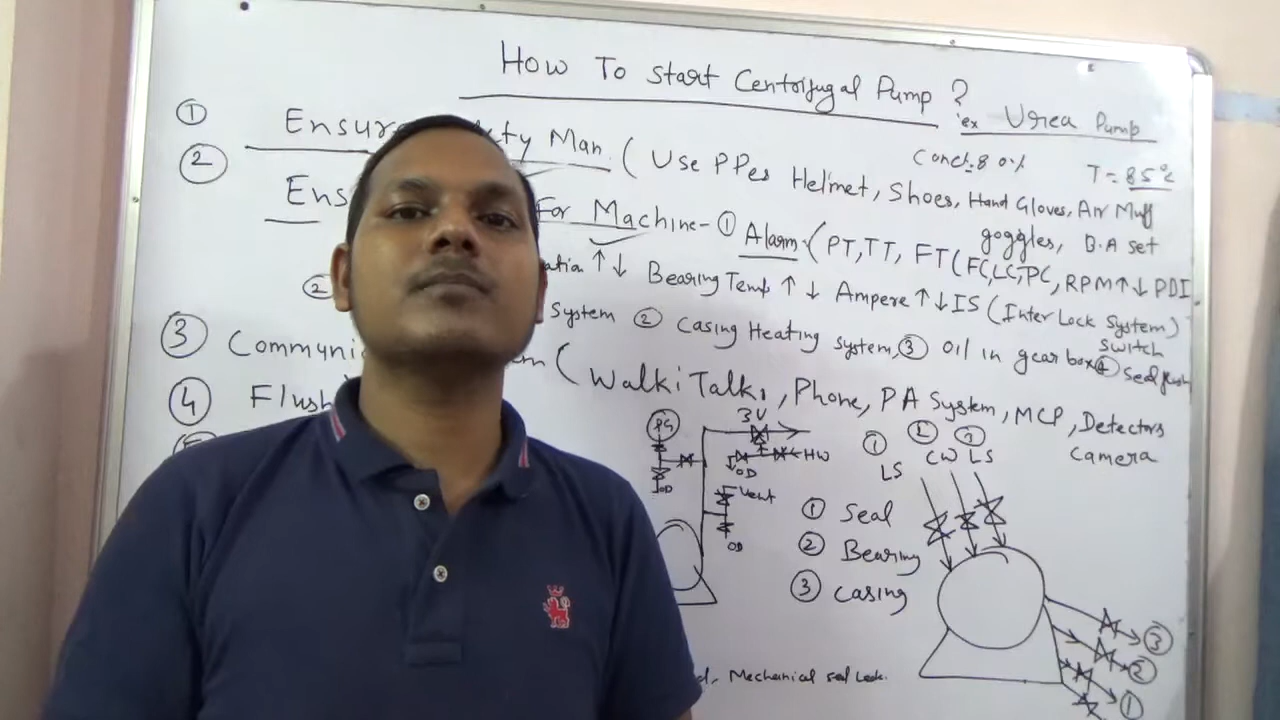 How To Start Centrifugal Pump ?
ex Urea Pump
Conct. 80 % T = 85°C
① Ensure Man. ( Use PPes Helmet, Shoes, Hand Gloves, Air Muff
goggles, B.A set
② For Machine - ① Alarm ( PT, TT, FT ( FC, LC, PC, RPM ↑↓ PDI
↑↓ Bearing Temp ↑↓ Ampere ↑↓ IS ( Inter Lock System )
Switch
② System ② Casing Heating System, ③ Oil in gear box ④ Seal flush
③ Communi ( Walki Talki, Phone, PA System, MCP, Detectors
Camera
④ Flush
PG 3V
HW
OD OD
Vent
OD
① ② ③
LS CW LS
① Seal
② Bearing
③ Casing
③
②
①
Mechanical seal Leak.